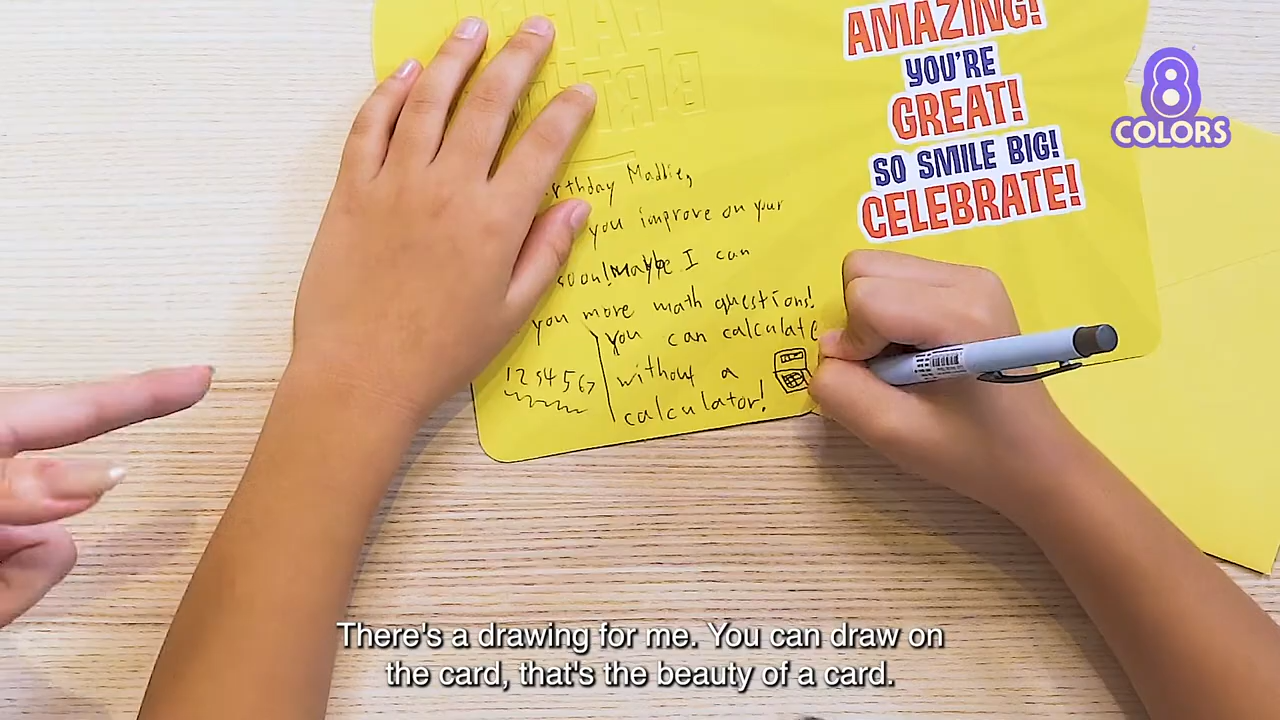 AMAZING!
YOU'RE
GREAT!
SO SMILE BIG!
CELEBRATE!
8
COLORS
rthday Maddie,
you improve on your
soon! Maybe I can
you more math questions!
you can calculate
without a
calculator!
1234567
There's a drawing for me. You can draw on
the card, that's the beauty of a card.